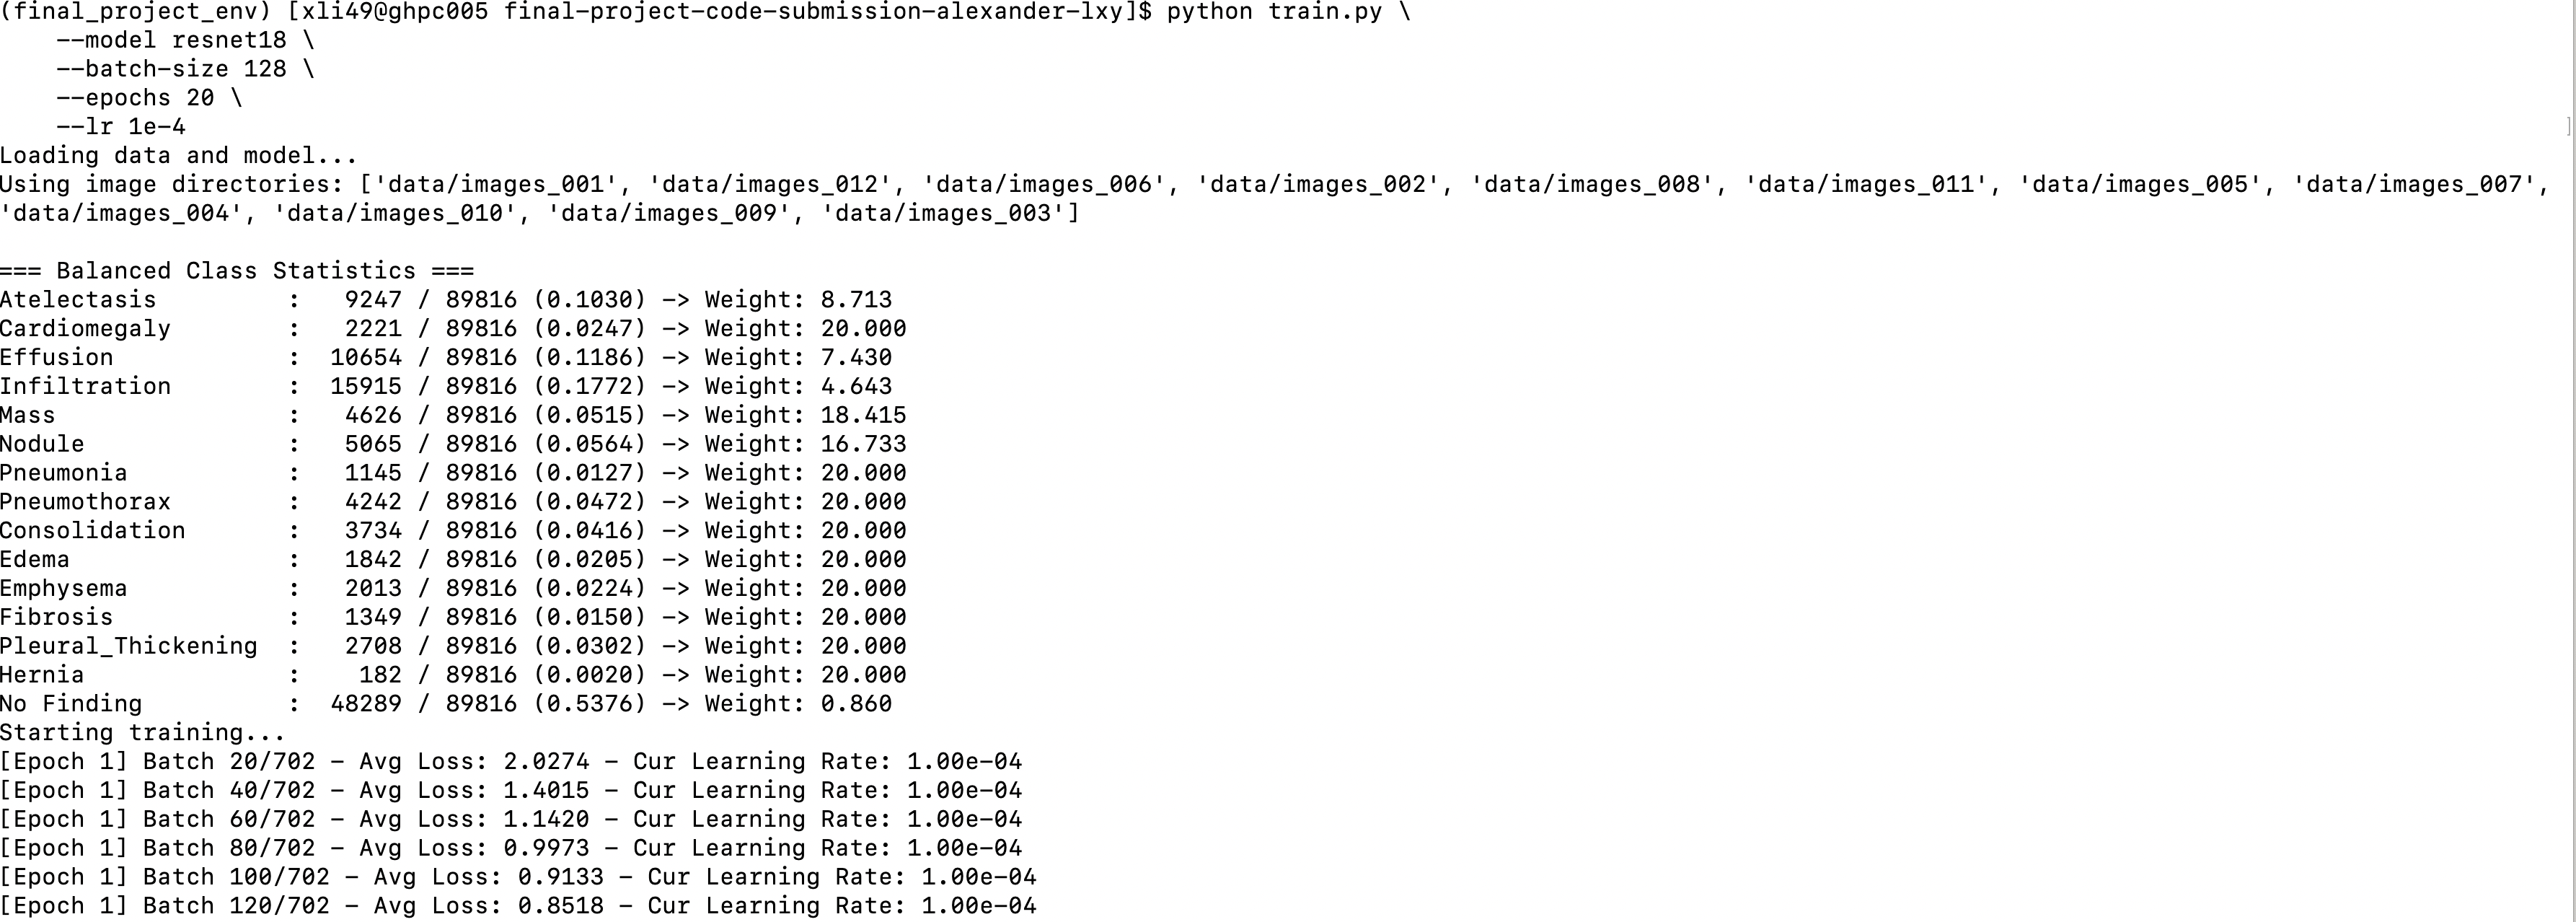 (final_project_env) [xli49@ghpc005 final-project-code-submission-alexander-lxy]$ python train.py \
    --model resnet18 \
    --batch-size 128 \
    --epochs 20 \
    --lr 1e-4
Loading data and model...
Using image directories: ['data/images_001', 'data/images_012', 'data/images_006', 'data/images_002', 'data/images_008', 'data/images_011', 'data/images_005', 'data/images_007',
'data/images_004', 'data/images_010', 'data/images_009', 'data/images_003']

=== Balanced Class Statistics ===
Atelectasis         :   9247 / 89816 (0.1030) -> Weight: 8.713
Cardiomegaly        :   2221 / 89816 (0.0247) -> Weight: 20.000
Effusion            :  10654 / 89816 (0.1186) -> Weight: 7.430
Infiltration        :  15915 / 89816 (0.1772) -> Weight: 4.643
Mass                :   4626 / 89816 (0.0515) -> Weight: 18.415
Nodule              :   5065 / 89816 (0.0564) -> Weight: 16.733
Pneumonia           :   1145 / 89816 (0.0127) -> Weight: 20.000
Pneumothorax        :   4242 / 89816 (0.0472) -> Weight: 20.000
Consolidation       :   3734 / 89816 (0.0416) -> Weight: 20.000
Edema               :   1842 / 89816 (0.0205) -> Weight: 20.000
Emphysema           :   2013 / 89816 (0.0224) -> Weight: 20.000
Fibrosis            :   1349 / 89816 (0.0150) -> Weight: 20.000
Pleural_Thickening  :   2708 / 89816 (0.0302) -> Weight: 20.000
Hernia              :    182 / 89816 (0.0020) -> Weight: 20.000
No Finding          :  48289 / 89816 (0.5376) -> Weight: 0.860
Starting training...
[Epoch 1] Batch 20/702 - Avg Loss: 2.0274 - Cur Learning Rate: 1.00e-04
[Epoch 1] Batch 40/702 - Avg Loss: 1.4015 - Cur Learning Rate: 1.00e-04
[Epoch 1] Batch 60/702 - Avg Loss: 1.1420 - Cur Learning Rate: 1.00e-04
[Epoch 1] Batch 80/702 - Avg Loss: 0.9973 - Cur Learning Rate: 1.00e-04
[Epoch 1] Batch 100/702 - Avg Loss: 0.9133 - Cur Learning Rate: 1.00e-04
[Epoch 1] Batch 120/702 - Avg Loss: 0.8518 - Cur Learning Rate: 1.00e-04